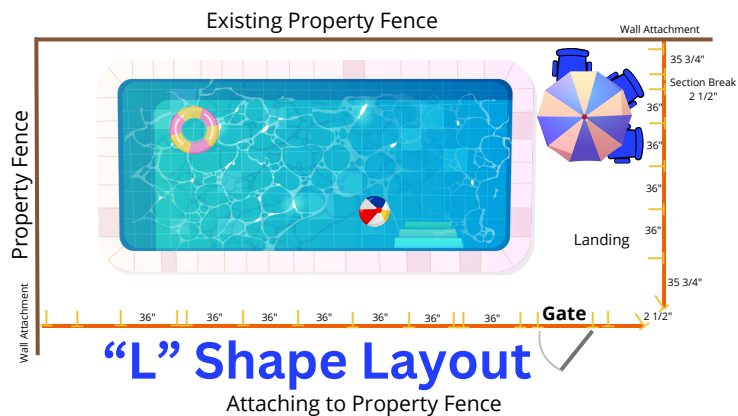 Existing Property Fence
Wall Attachment
35 3/4"
Section Break
2 1/2"
36"
36"
36"
36"
Landing
35 3/4"
2 1/2"
Property Fence
Wall Attachment
36"
36"
36"
36"
36"
36"
Gate
“L” Shape Layout
Attaching to Property Fence